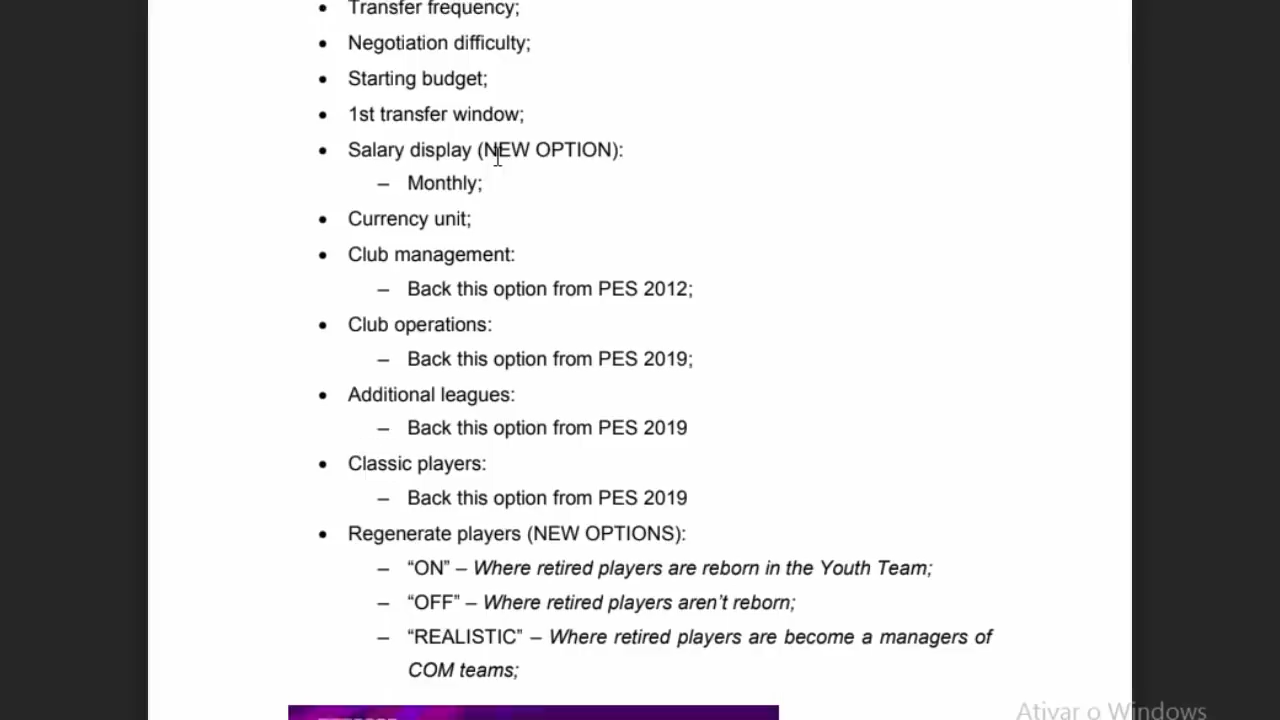 • Transfer frequency;
• Negotiation difficulty;
• Starting budget;
• 1st transfer window;
• Salary display (NEW OPTION):
– Monthly;
• Currency unit;
• Club management:
– Back this option from PES 2012;
• Club operations:
– Back this option from PES 2019;
• Additional leagues:
– Back this option from PES 2019
• Classic players:
– Back this option from PES 2019
• Regenerate players (NEW OPTIONS):
– “ON” – Where retired players are reborn in the Youth Team;
– “OFF” – Where retired players aren’t reborn;
– “REALISTIC” – Where retired players are become a managers of
COM teams;
Ativar o Windows